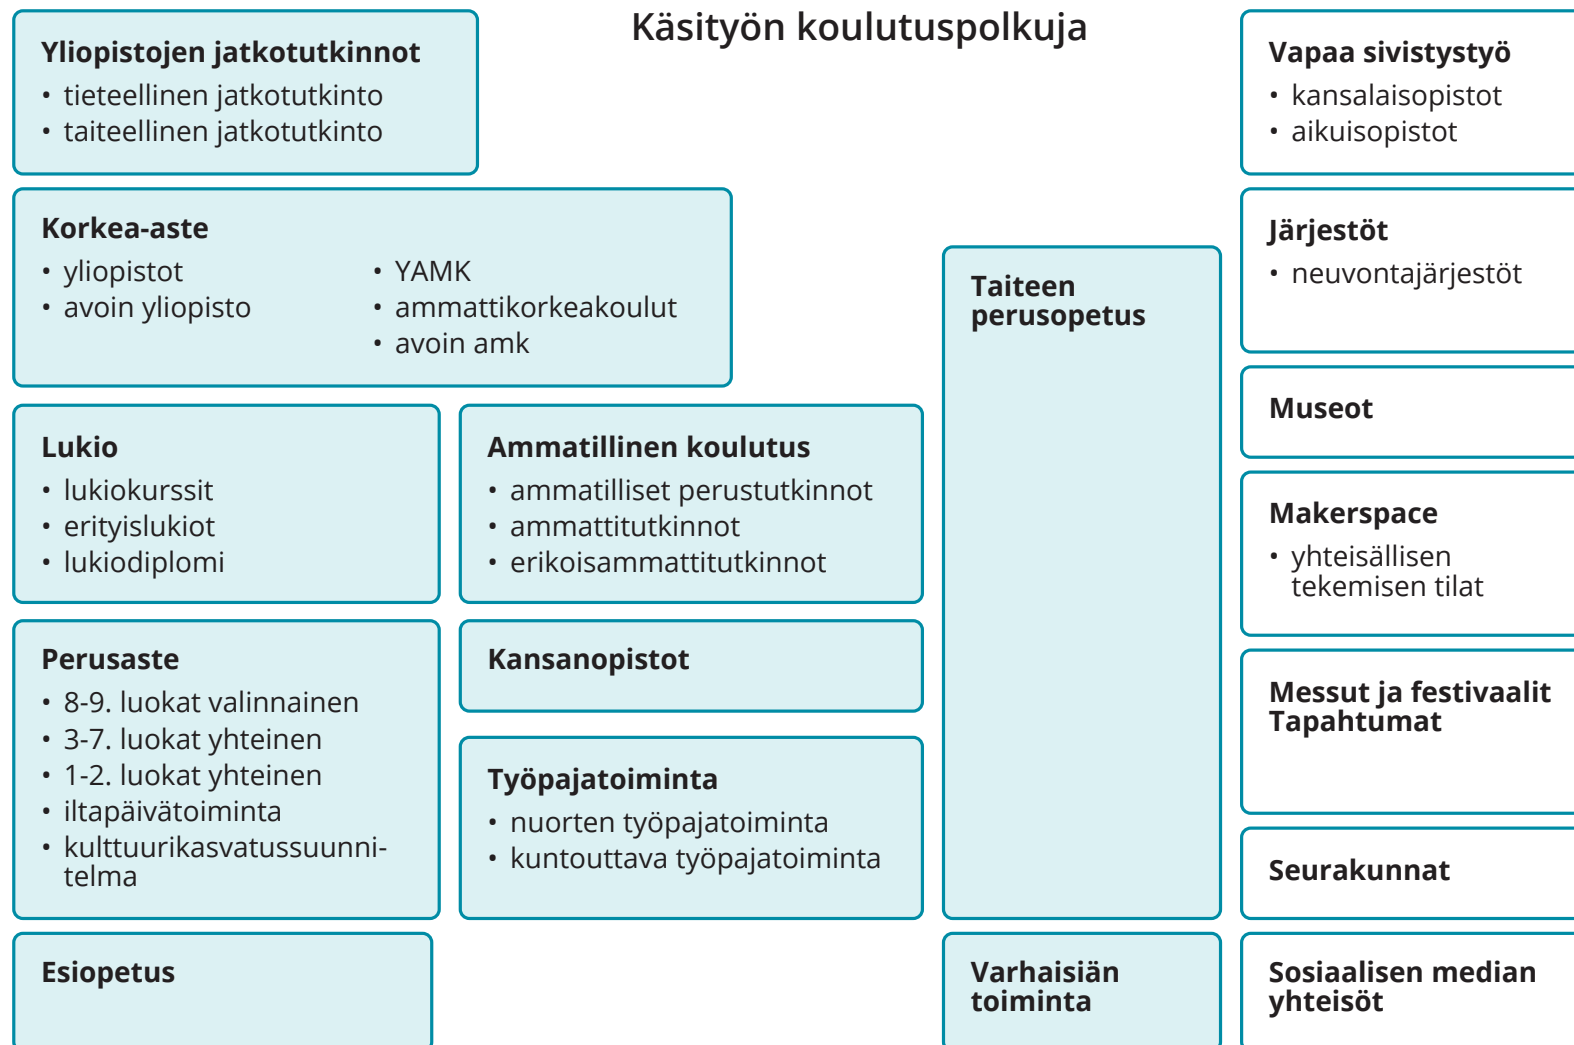 Käsityön koulutuspolkuja
Yliopistojen jatkotutkinnot
• tieteellinen jatkotutkinto
• taiteellinen jatkotutkinto
Korkea-aste
• yliopistot
• avoin yliopisto
• YAMK
• ammattikorkeakoulut
• avoin amk
Lukio
• lukiokurssit
• erityislukiot
• lukiodiplomi
Ammatillinen koulutus
• ammatilliset perustutkinnot
• ammattitutkinnot
• erikoisammattitutkinnot
Perusaste
• 8-9. luokat valinnainen
• 3-7. luokat yhteinen
• 1-2. luokat yhteinen
• iltapäivätoiminta
• kulttuurikasvatussuunni-
telma
Kansanopistot
Työpajatoiminta
• nuorten työpajatoiminta
• kuntouttava työpajatoiminta
Esiopetus
Taiteen
perusopetus
Varhaisiän
toiminta
Vapaa sivistystyö
• kansalaisopistot
• aikuisopistot
Järjestöt
• neuvontajärjestöt
Museot
Makerspace
• yhteisöllisen
tekemisen tilat
Messut ja festivaalit
Tapahtumat
Seurakunnat
Sosiaalisen median
yhteisöt